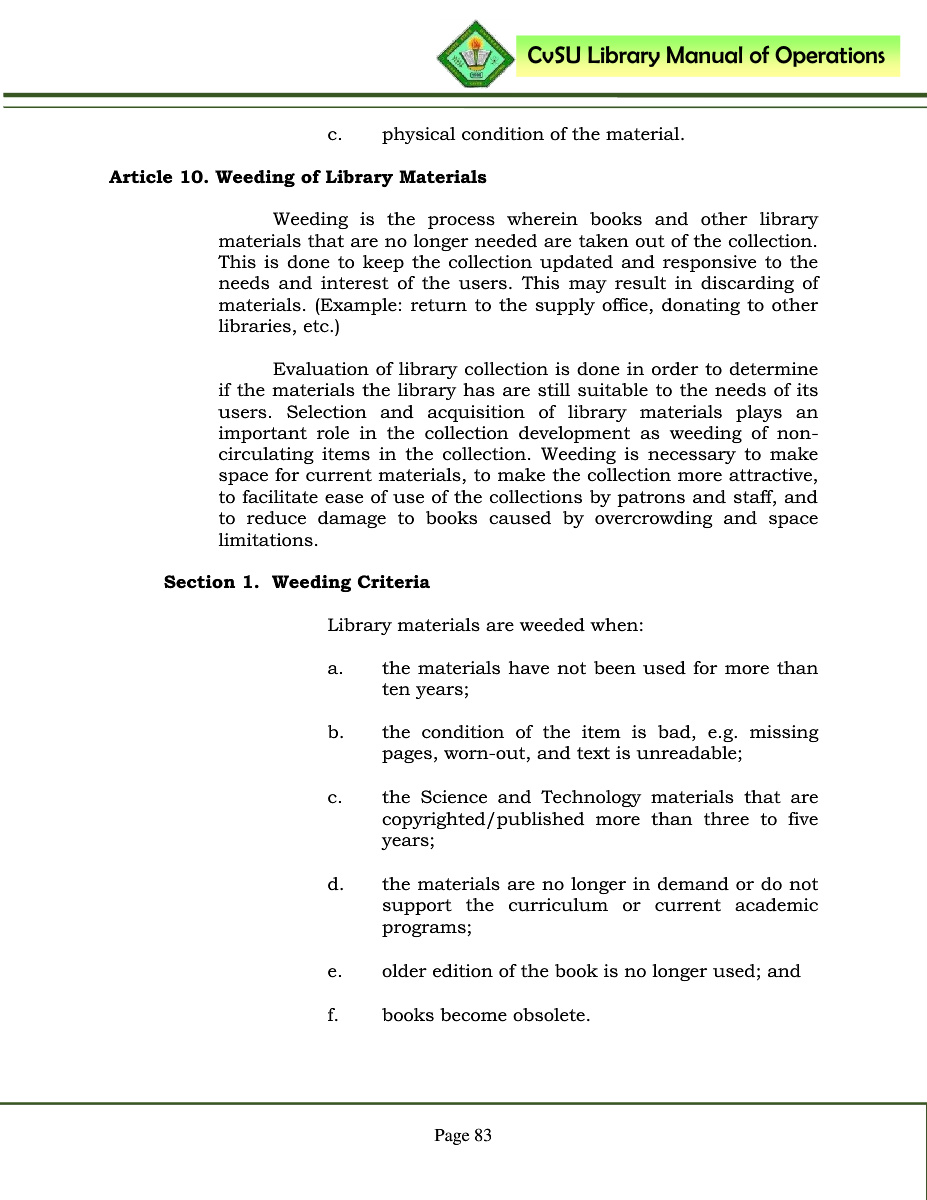 CvSU Library Manual of Operations
c. physical condition of the material.
Article 10. Weeding of Library Materials
Weeding is the process wherein books and other library
materials that are no longer needed are taken out of the collection.
This is done to keep the collection updated and responsive to the
needs and interest of the users. This may result in discarding of
materials. (Example: return to the supply office, donating to other
libraries, etc.)
Evaluation of library collection is done in order to determine
if the materials the library has are still suitable to the needs of its
users. Selection and acquisition of library materials plays an
important role in the collection development as weeding of non-
circulating items in the collection. Weeding is necessary to make
space for current materials, to make the collection more attractive,
to facilitate ease of use of the collections by patrons and staff, and
to reduce damage to books caused by overcrowding and space
limitations.
Section 1. Weeding Criteria
Library materials are weeded when:
a. the materials have not been used for more than
ten years;
b. the condition of the item is bad, e.g. missing
pages, worn-out, and text is unreadable;
c. the Science and Technology materials that are
copyrighted/published more than three to five
years;
d. the materials are no longer in demand or do not
support the curriculum or current academic
programs;
e. older edition of the book is no longer used; and
f. books become obsolete.
Page 83